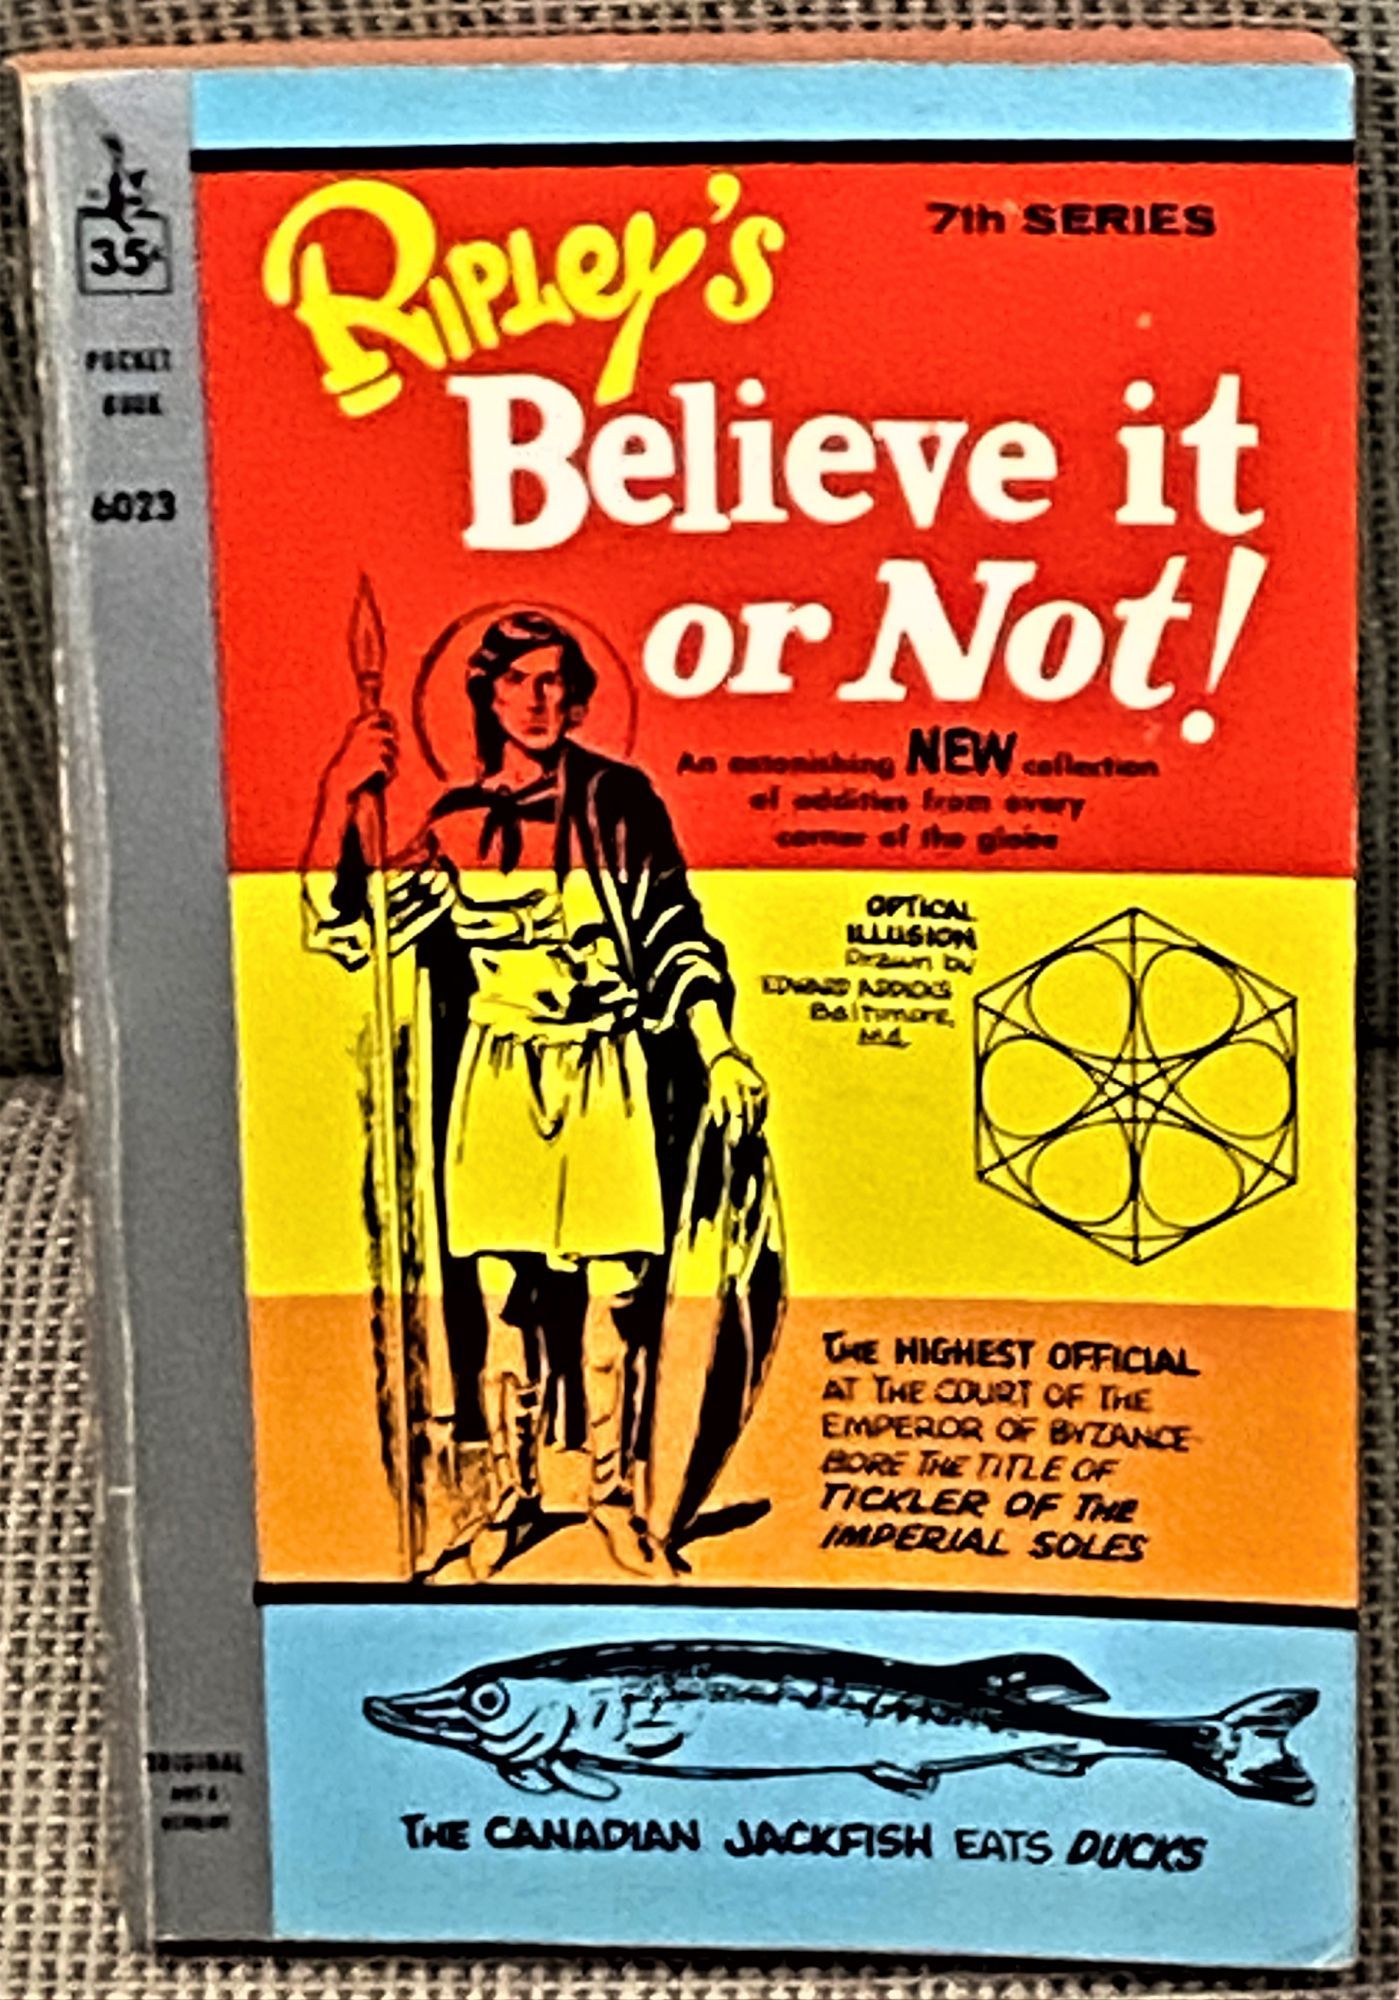 35¢
POCKET
BOOK
6023
Ripley's
7th SERIES
Believe it
or Not!
An astonishing NEW collection
of oddities from every
corner of the globe
OPTICAL
ILLUSION
Drawn by
EDWARD ADDICKS
Baltimore,
Md.
THE HIGHEST OFFICIAL
AT THE COURT OF THE
EMPEROR OF BYZANCE
BORE THE TITLE OF
TICKLER OF THE
IMPERIAL SOLES
ORIGINAL
THE CANADIAN JACKFISH EATS DUCKS